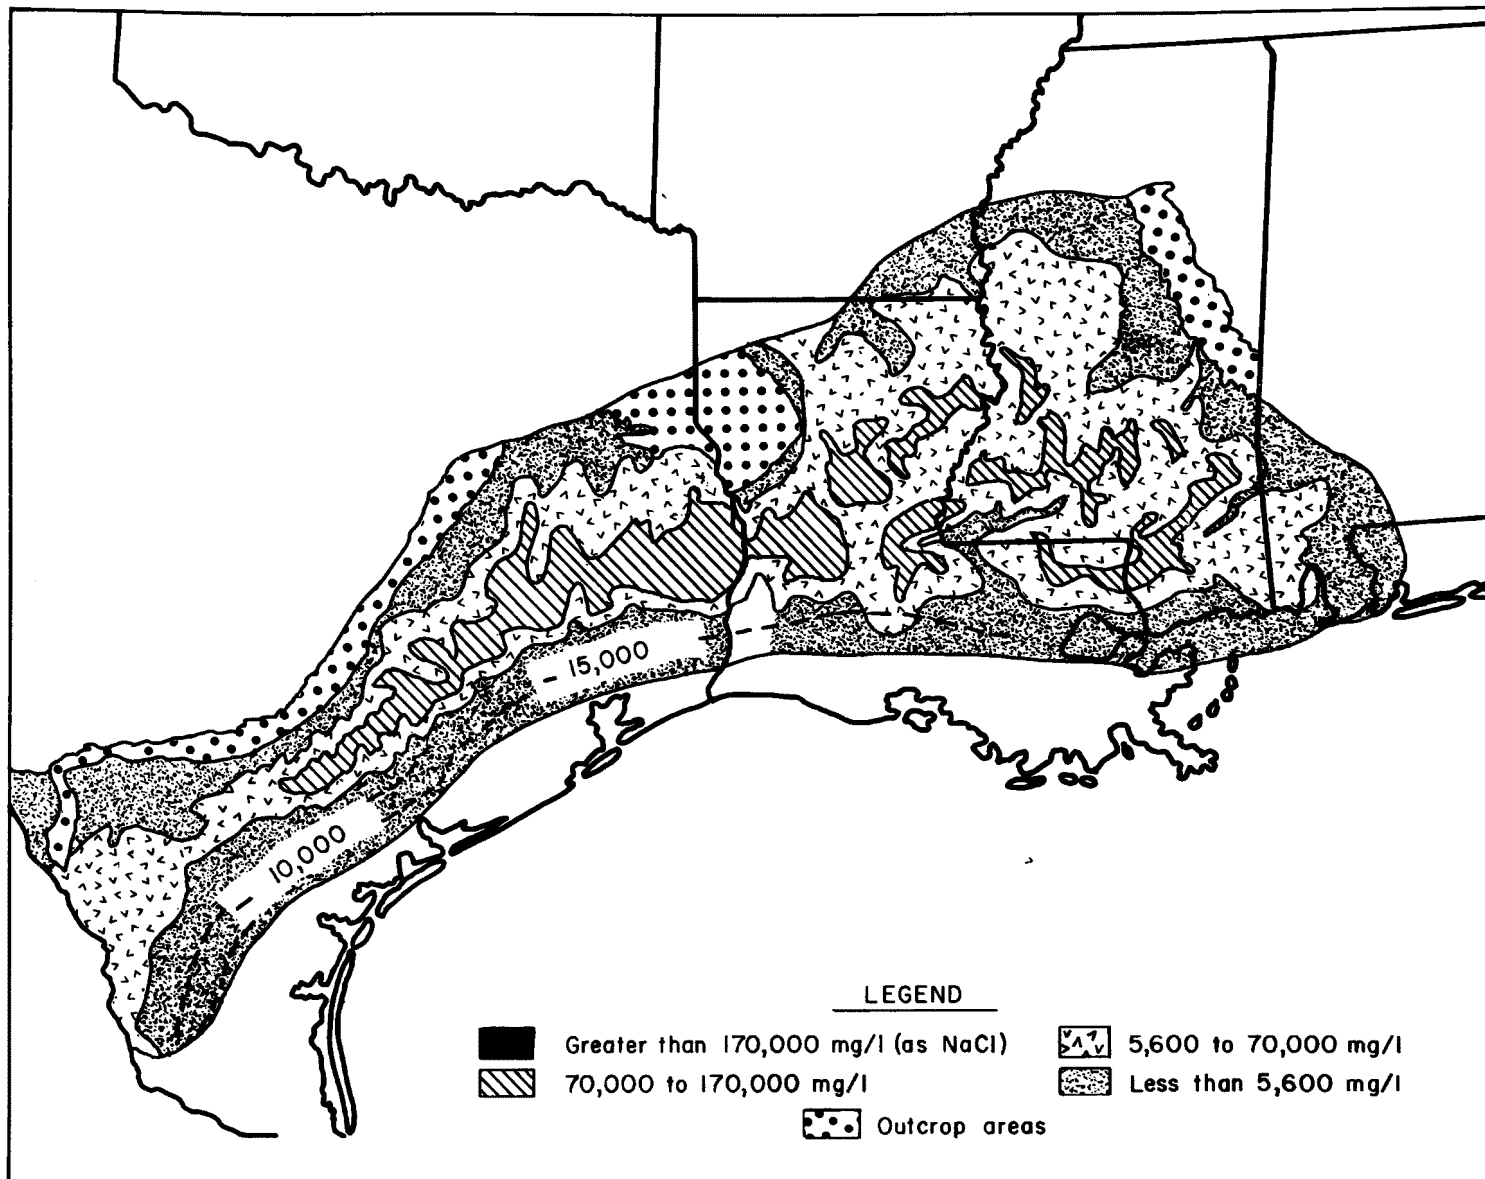 15,000
10,000
LEGEND
Greater than 170,000 mg/l (as NaCl)
70,000 to 170,000 mg/l
5,600 to 70,000 mg/l
Less than 5,600 mg/l
Outcrop areas